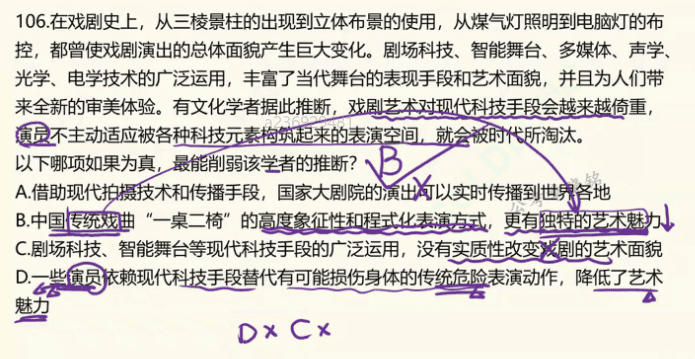 106.在戏剧史上，从三棱景柱的出现到立体布景的使用，从煤气灯照明到电脑灯的布
控，都曾使戏剧演出的总体面貌产生巨大变化。剧场科技、智能舞台、多媒体、声学、
光学、电学技术的广泛运用，丰富了当代舞台的表现手段和艺术面貌，并且为人们带
来全新的审美体验。有文化学者据此推断，戏剧艺术对现代科技手段会越来越倚重，
演员不主动适应被各种科技元素构筑起来的表演空间，就会被时代所淘汰。
以下哪项如果为真，最能削弱该学者的推断？
B
A.借助现代拍摄技术和传播手段，国家大剧院的演出可以实时传播到世界各地
B.中国传统戏曲“一桌二椅”的高度象征性和程式化表演方式，更有独特的艺术魅力
C.剧场科技、智能舞台等现代科技手段的广泛运用，没有实质性改变戏剧的艺术面貌
D.一些演员依赖现代科技手段替代有可能损伤身体的传统危险表演动作，降低了艺术
魅力
D× C×